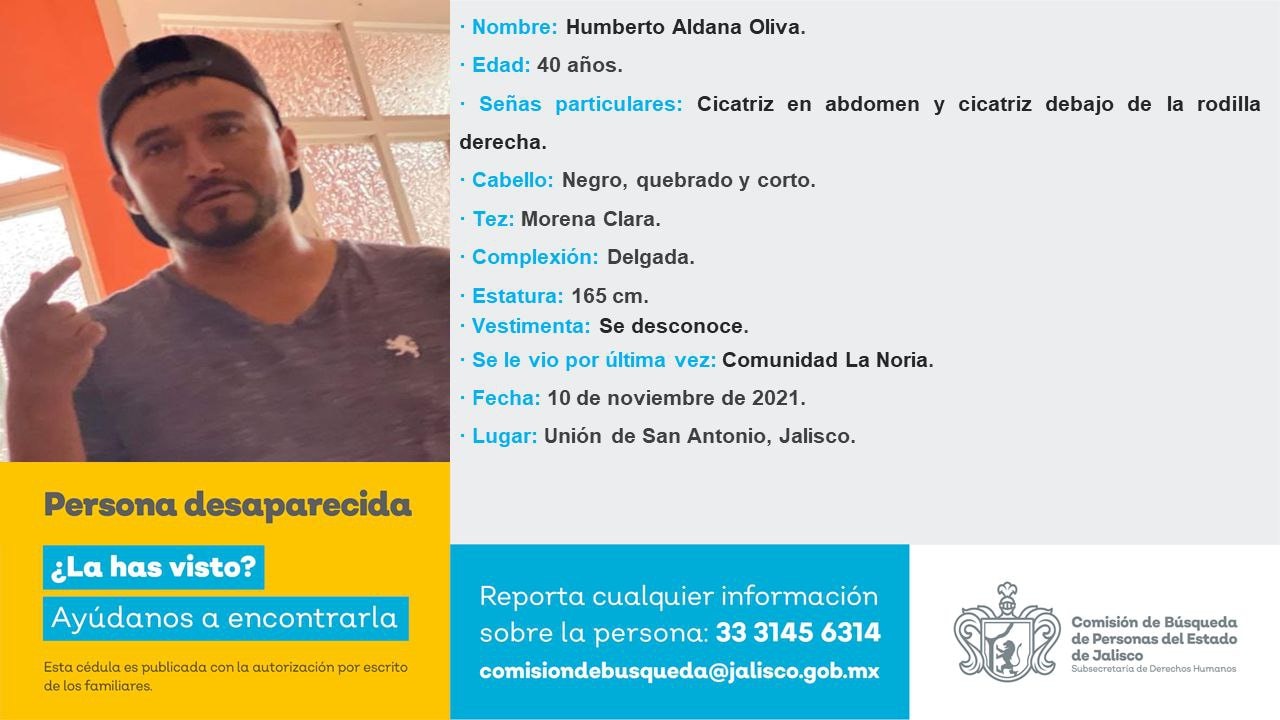 · Nombre: Humberto Aldana Oliva.
· Edad: 40 años.
· Señas particulares: Cicatriz en abdomen y cicatriz debajo de la rodilla
derecha.
· Cabello: Negro, quebrado y corto.
· Tez: Morena Clara.
· Complexión: Delgada.
· Estatura: 165 cm.
· Vestimenta: Se desconoce.
· Se le vio por última vez: Comunidad La Noria.
· Fecha: 10 de noviembre de 2021.
· Lugar: Unión de San Antonio, Jalisco.
Persona desaparecida
¿La has visto?
Ayúdanos a encontrarla
Esta cédula es publicada con la autorización por escrito
de los familiares.
Reporta cualquier información
sobre la persona: 33 3145 6314
comisiondebusqueda@jalisco.gob.mx
Comisión de Búsqueda
de Personas del Estado
de Jalisco
Subsecretaría de Derechos Humanos